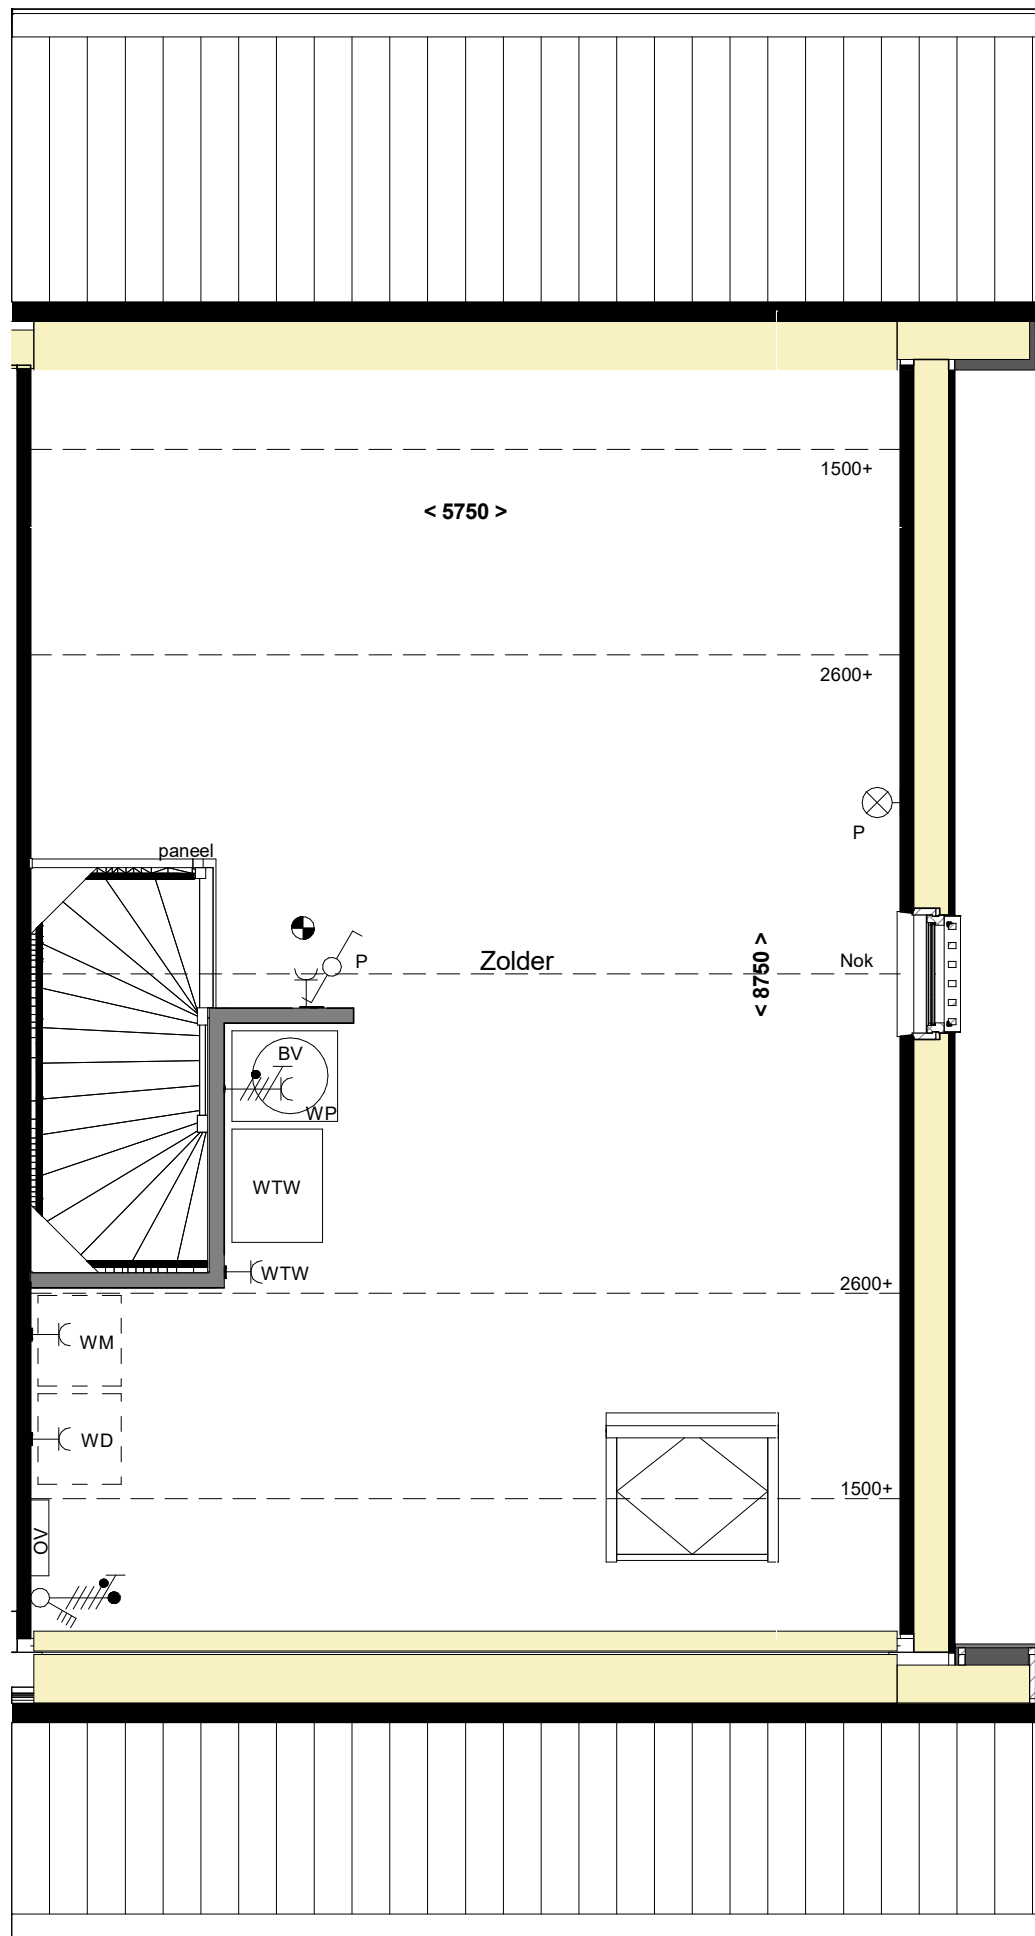 1500+
< 5750 >
2600+
P
paneel
P
Zolder
< 8750 >
Nok
BV
WP
WTW
WTW
2600+
WM
WD
1500+
OV